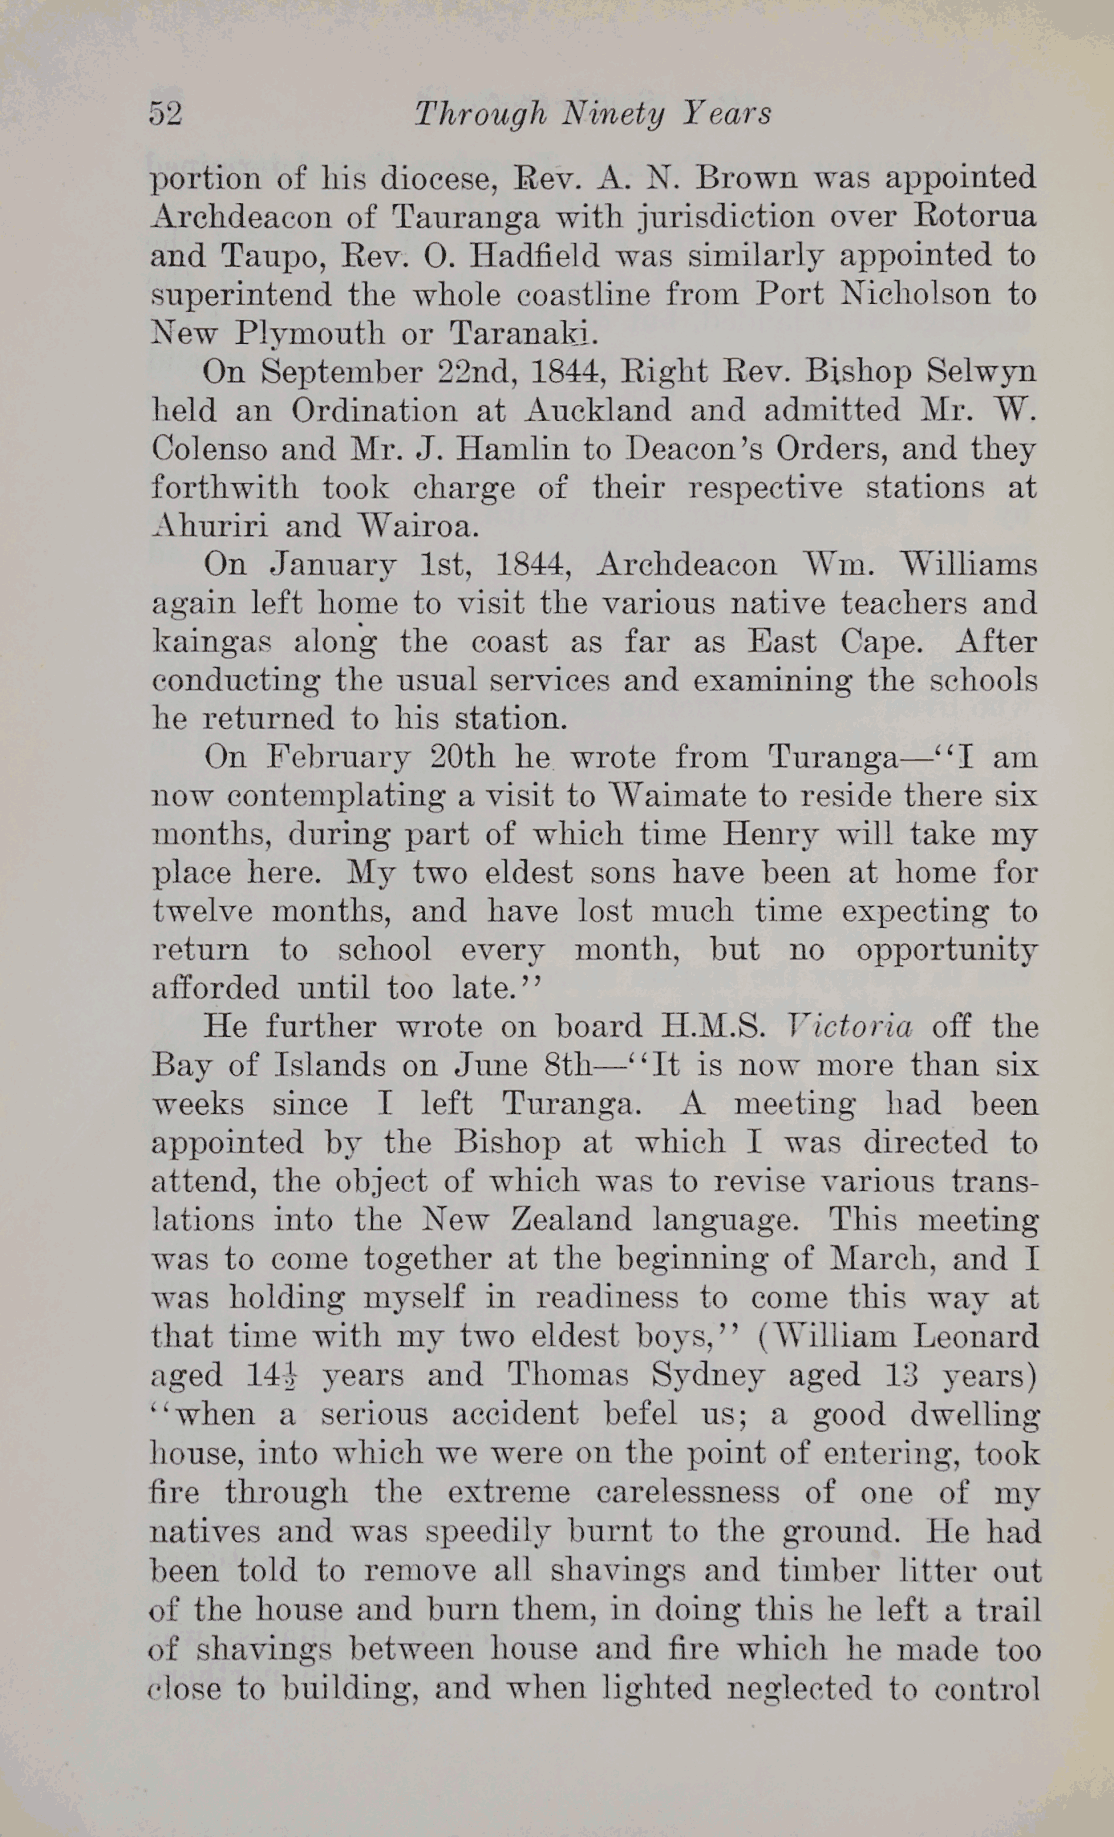 52 Through Ninety Years
portion of his diocese, Rev. A. N. Brown was appointed
Archdeacon of Tauranga with jurisdiction over Rotorua
and Taupo, Rev. O. Hadfield was similarly appointed to
superintend the whole coastline from Port Nicholson to
New Plymouth or Taranaki.
On September 22nd, 1844, Right Rev. Bishop Selwyn
held an Ordination at Auckland and admitted Mr. W.
Colenso and Mr. J. Hamlin to Deacon's Orders, and they
forthwith took charge of their respective stations at
Ahuriri and Wairoa.
On January 1st, 1844, Archdeacon Wm. Williams
again left home to visit the various native teachers and
kaingas along the coast as far as East Cape. After
conducting the usual services and examining the schools
he returned to his station.
On February 20th he wrote from Turanga—"I am
now contemplating a visit to Waimate to reside there six
months, during part of which time Henry will take my
place here. My two eldest sons have been at home for
twelve months, and have lost much time expecting to
return to school every month, but no opportunity
afforded until too late."
He further wrote on board H.M.S. Victoria off the
Bay of Islands on June 8th—"It is now more than six
weeks since I left Turanga. A meeting had been
appointed by the Bishop at which I was directed to
attend, the object of which was to revise various trans-
lations into the New Zealand language. This meeting
was to come together at the beginning of March, and I
was holding myself in readiness to come this way at
that time with my two eldest boys," (William Leonard
aged 14½ years and Thomas Sydney aged 13 years)
"when a serious accident befel us; a good dwelling
house, into which we were on the point of entering, took
fire through the extreme carelessness of one of my
natives and was speedily burnt to the ground. He had
been told to remove all shavings and timber litter out
of the house and burn them, in doing this he left a trail
of shavings between house and fire which he made too
close to building, and when lighted neglected to control